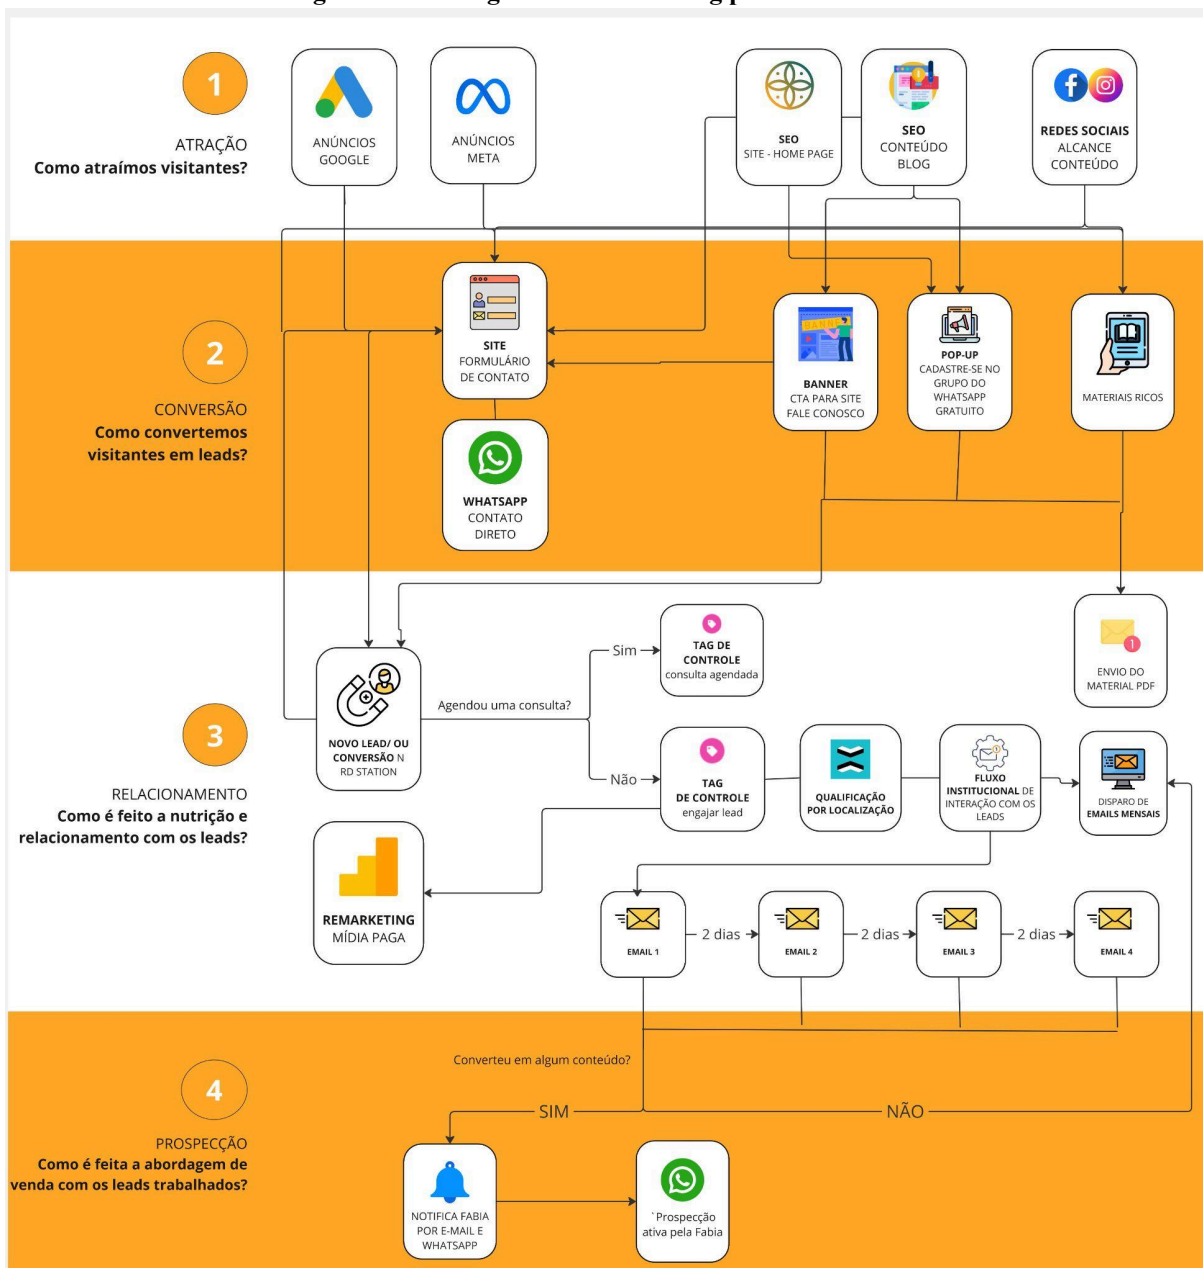 1
ATRAÇÃO
Como atraímos visitantes?
ANÚNCIOS
GOOGLE
ANÚNCIOS
META
SEO
SITE - HOME PAGE
SEO
CONTEÚDO
BLOG
REDES SOCIAIS
ALCANCE
CONTEÚDO
2
CONVERSÃO
Como convertemos
visitantes em leads?
SITE
FORMULÁRIO
DE CONTATO
BANNER
BANNER
CTA PARA SITE
FALE CONOSCO
POP-UP
CADASTRE-SE NO
GRUPO DO
WHATSAPP
GRATUITO
MATERIAIS RICOS
WHATSAPP
CONTATO
DIRETO
3
RELACIONAMENTO
Como é feito a nutrição e
relacionamento com os leads?
NOVO LEAD/ OU
CONVERSÃO N
RD STATION
Agendou uma consulta?
Sim
TAG DE
CONTROLE
consulta agendada
1
ENVIO DO
MATERIAL PDF
Não
TAG
DE CONTROLE
engajar lead
QUALIFICAÇÃO
POR LOCALIZAÇÃO
FLUXO
INSTITUCIONAL DE
INTERAÇÃO COM OS
LEADS
DISPARO DE
EMAILS MENSAIS
REMARKETING
MÍDIA PAGA
EMAIL 1
2 dias
EMAIL 2
2 dias
EMAIL 3
2 dias
EMAIL 4
4
PROSPECÇÃO
Como é feita a abordagem de
venda com os leads trabalhados?
Converteu em algum conteúdo?
SIM
NÃO
NOTIFICA FABIA
POR E-MAIL E
WHATSAPP
`Prospecção
ativa pela Fabia